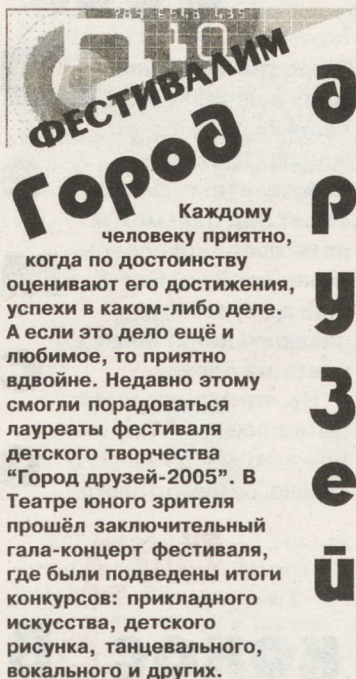 ФЕСТИВАЛИМ
Город друзей
Каждому
человеку приятно,
когда по достоинству
оценивают его достижения,
успехи в каком-либо деле.
А если это дело ещё и
любимое, то приятно
вдвойне. Недавно этому
смогли порадоваться
лауреаты фестиваля
детского творчества
“Город друзей-2005”. В
Театре юного зрителя
прошёл заключительный
гала-концерт фестиваля,
где были подведены итоги
конкурсов: прикладного
искусства, детского
рисунка, танцевального,
вокального и других.